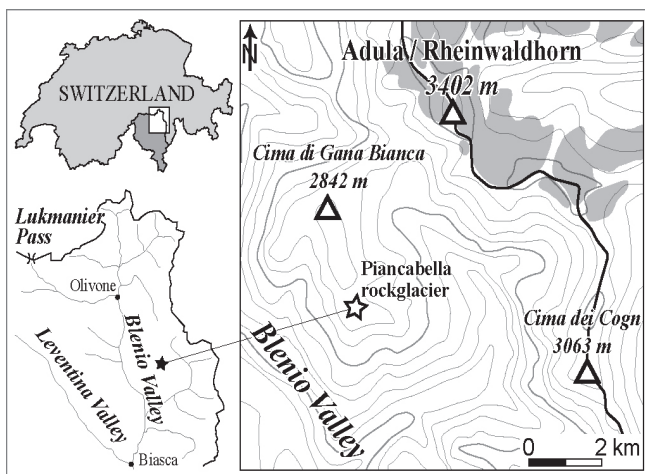 SWITZERLAND
Lukmanier
Pass
Olivone
Blenio Valley
Leventina Valley
Biasca
N
Adula / Rheinwaldhorn
3402 m
Cima di Gana Bianca
2842 m
Piancabella
rockglacier
Cima dei Cogn
3063 m
Blenio Valley
0 2 km